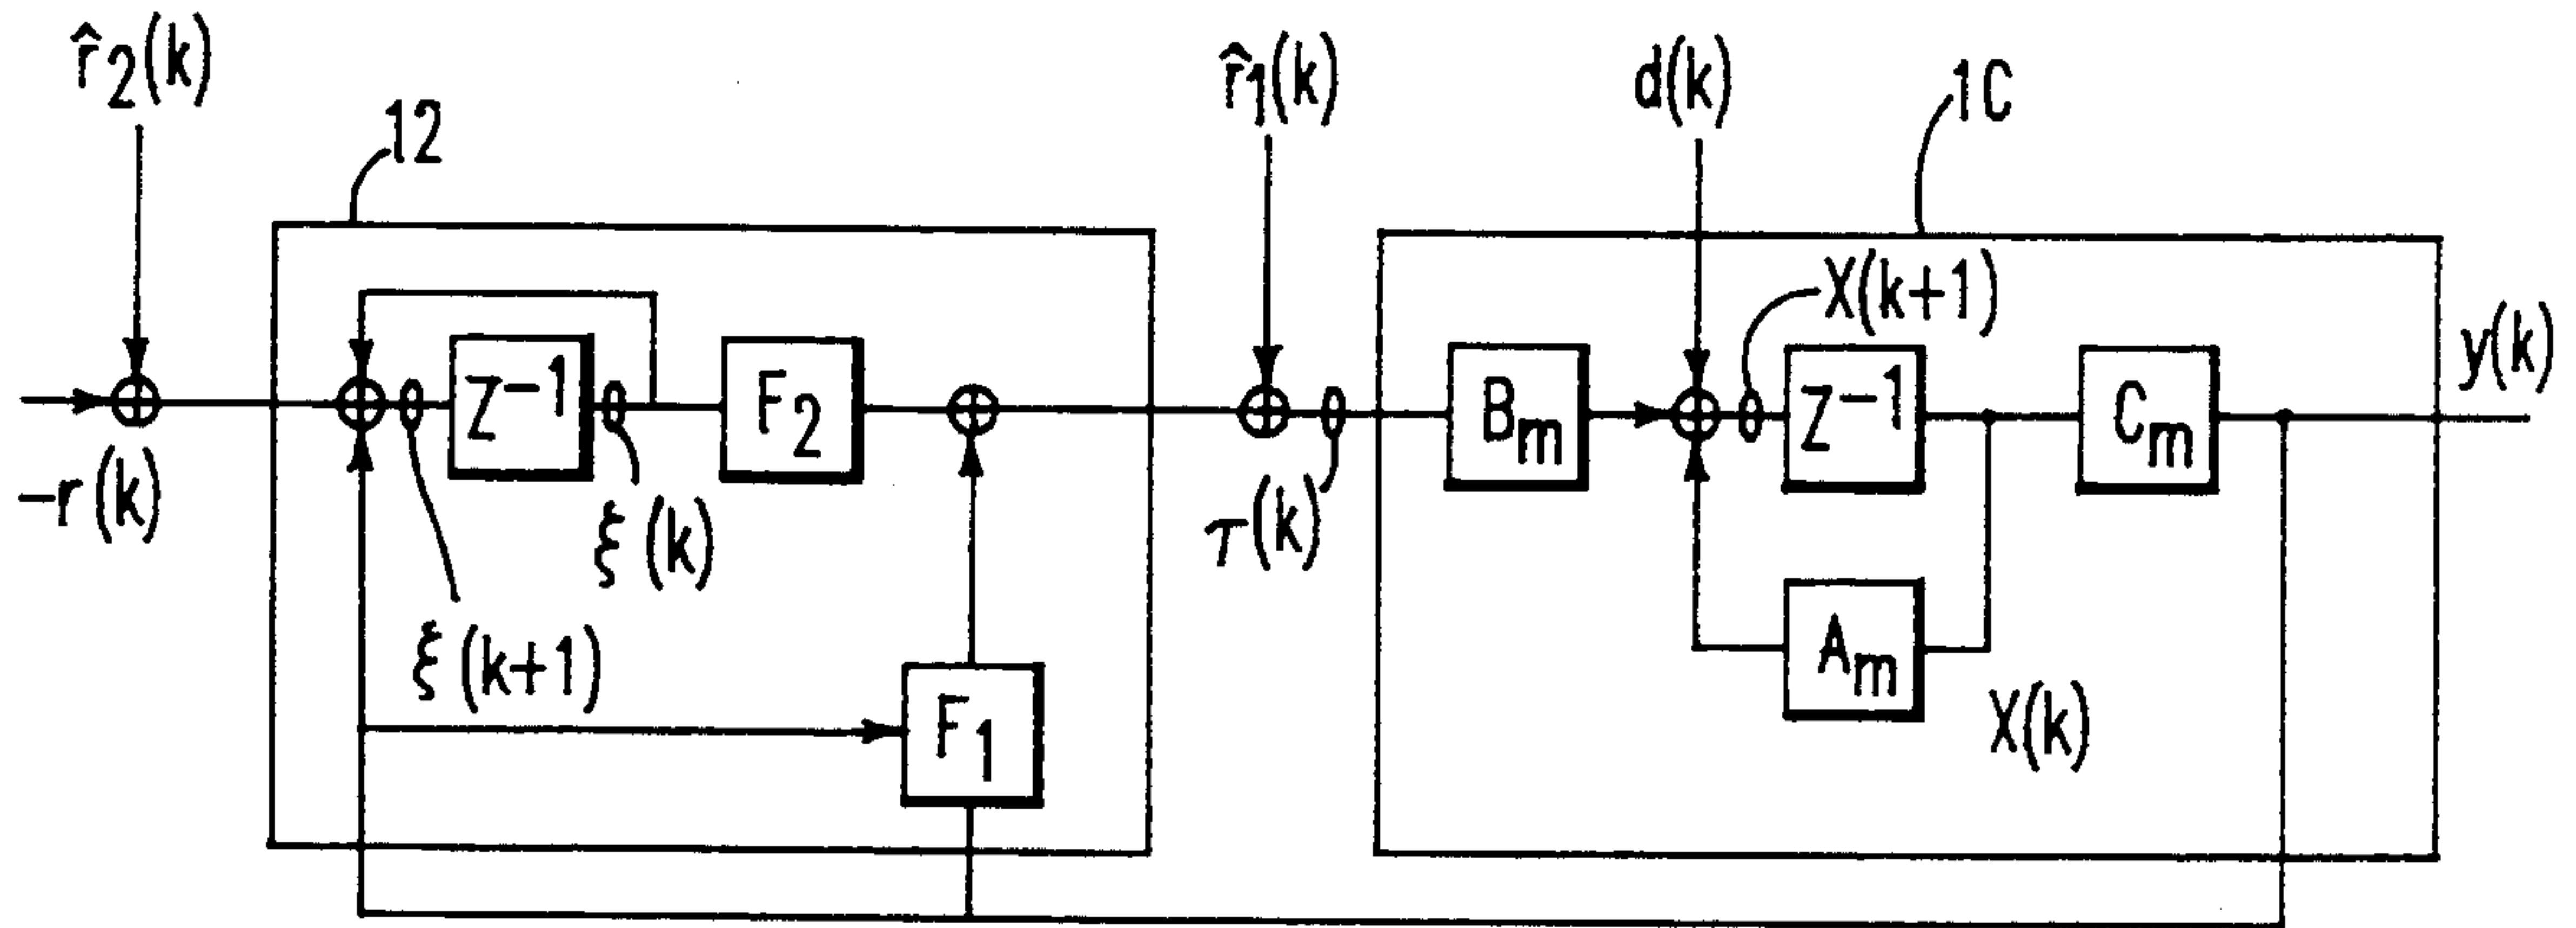 r̂2(k)
12
r̂1(k)
d(k)
1C
X(k+1)
y(k)
Z-1
F2
Bm
Z-1
Cm
-r(k)
ξ(k)
τ(k)
ξ(k+1)
F1
Am
X(k)